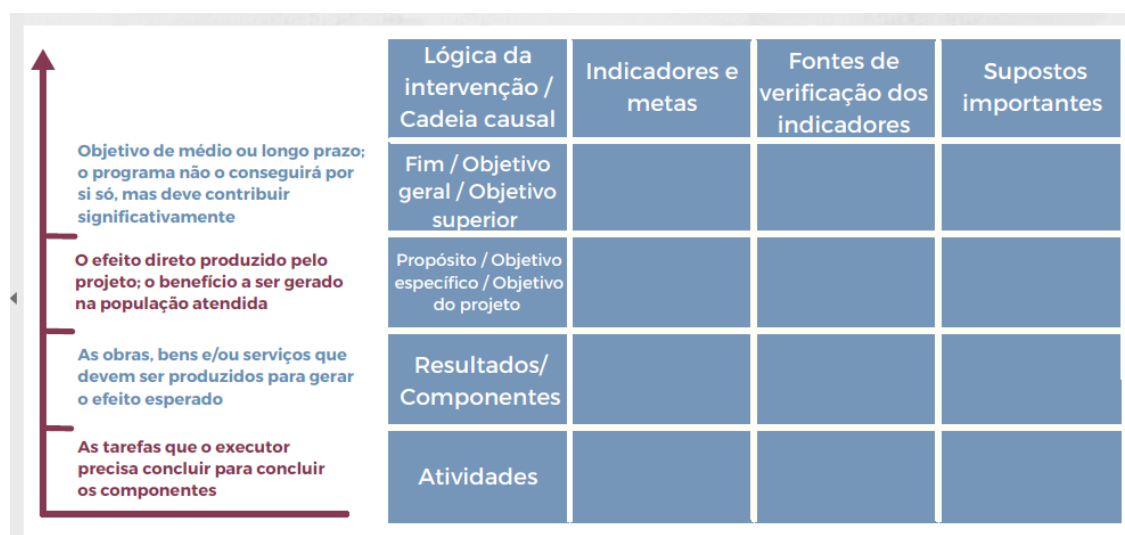 Lógica da
intervenção /
Cadeia causal
Indicadores e
metas
Fontes de
verificação dos
indicadores
Supostos
importantes
Objetivo de médio ou longo prazo;
o programa não o conseguirá por
si só, mas deve contribuir
significativamente
Fim / Objetivo
geral / Objetivo
superior
O efeito direto produzido pelo
projeto; o benefício a ser gerado
na população atendida
Propósito / Objetivo
específico / Objetivo
do projeto
As obras, bens e/ou serviços que
devem ser produzidos para gerar
o efeito esperado
Resultados/
Componentes
As tarefas que o executor
precisa concluir para concluir
os componentes
Atividades